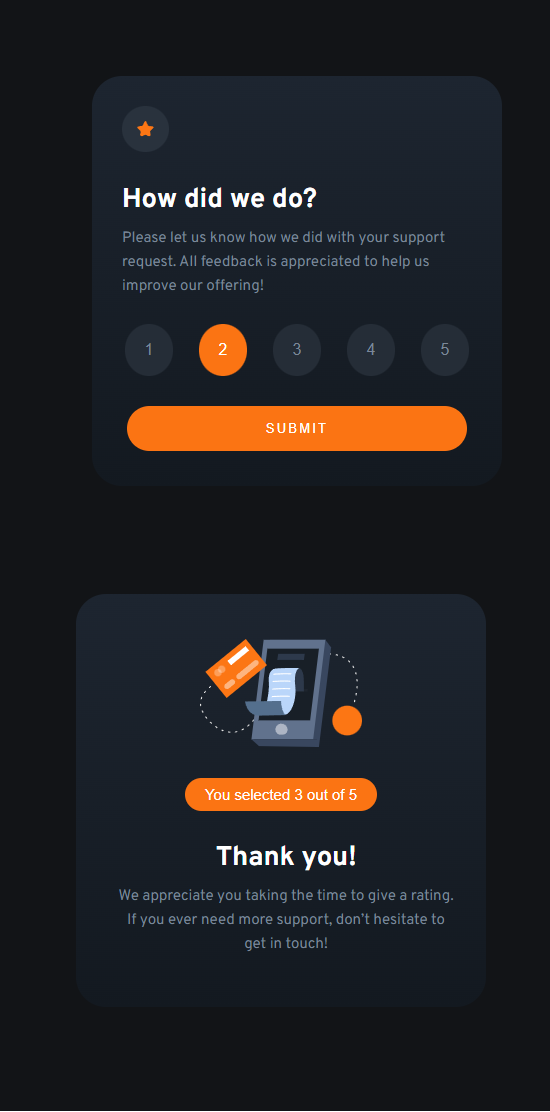 How did we do?
Please let us know how we did with your support
request. All feedback is appreciated to help us
improve our offering!
1 2 3 4 5
SUBMIT
You selected 3 out of 5
Thank you!
We appreciate you taking the time to give a rating.
If you ever need more support, don’t hesitate to
get in touch!